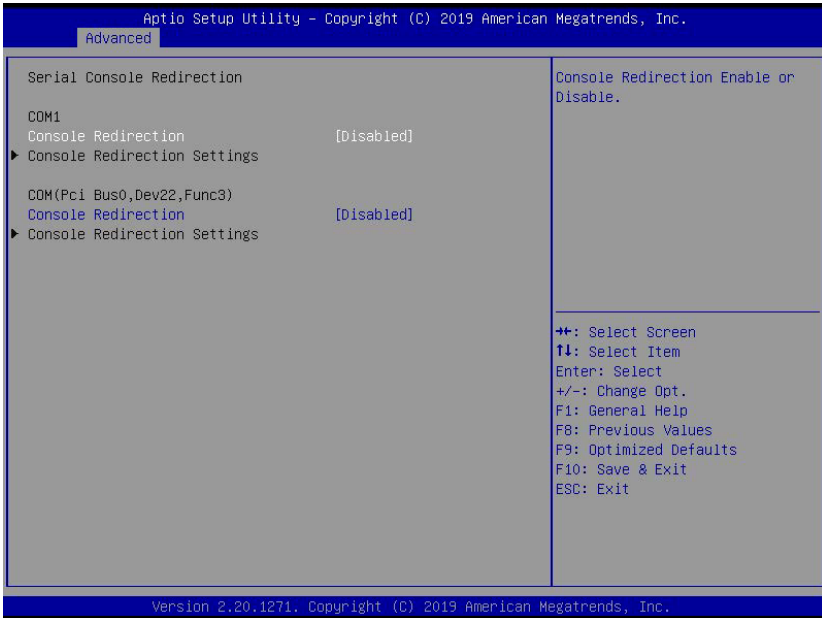 Aptio Setup Utility – Copyright (C) 2019 American Megatrends, Inc.
Advanced
Serial Console Redirection
COM1
Console Redirection [Disabled]
▶ Console Redirection Settings
COM(Pci Bus0,Dev22,Func3)
Console Redirection [Disabled]
▶ Console Redirection Settings
Console Redirection Enable or
Disable.
→←: Select Screen
↑↓: Select Item
Enter: Select
+/-: Change Opt.
F1: General Help
F8: Previous Values
F9: Optimized Defaults
F10: Save & Exit
ESC: Exit
Version 2.20.1271. Copyright (C) 2019 American Megatrends, Inc.